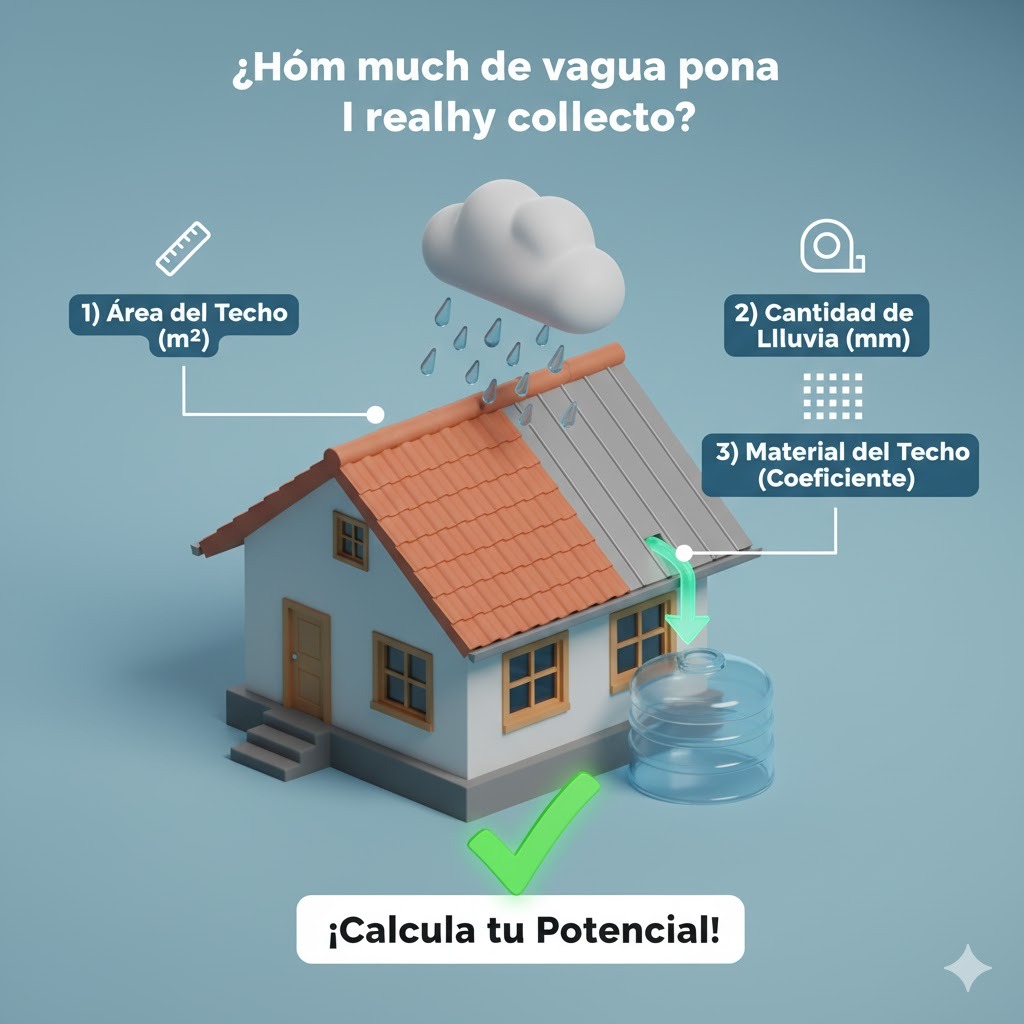 ¿Hóm much de vagua pona
I realhy collecto?
1) Área del Techo
(m²)
2) Cantidad de
Llluvia (mm)
3) Material del Techo
(Coeficiente)
¡Calcula tu Potencial!